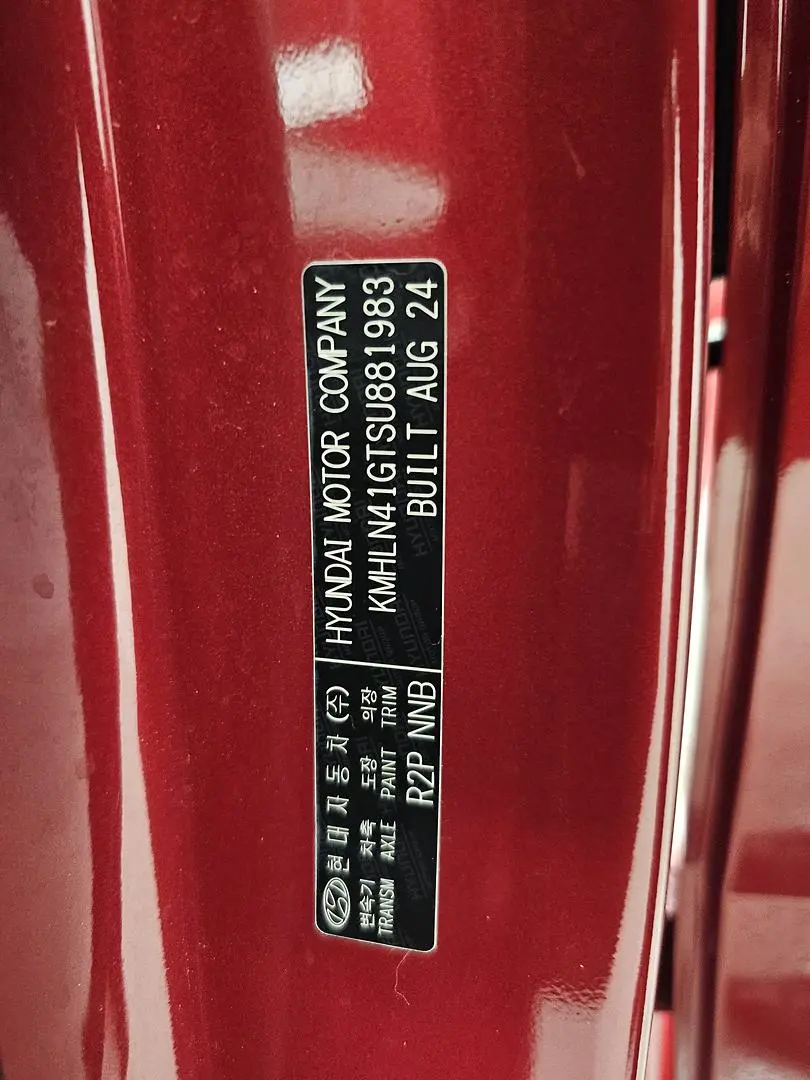 현대자동차(주)
변속기 차축 도장 의장
TRANSM AXLE PAINT TRIM
R2P NNB
HYUNDAI MOTOR COMPANY
KMHLN41GTSU881983
BUILT AUG 24